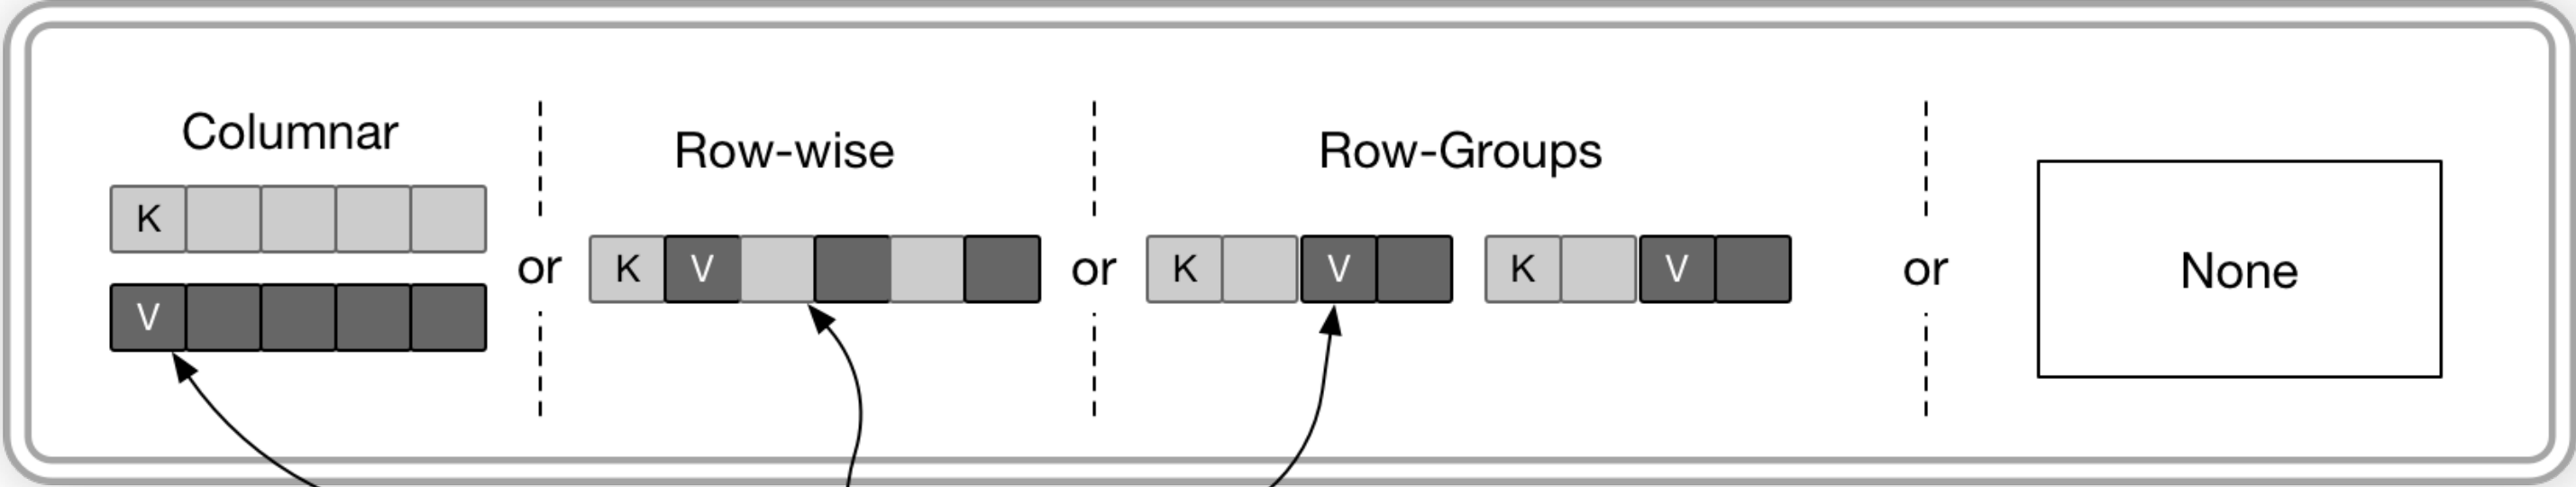 Columnar
K
V
or
Row-wise
K V
or
Row-Groups
K V K V
or
None